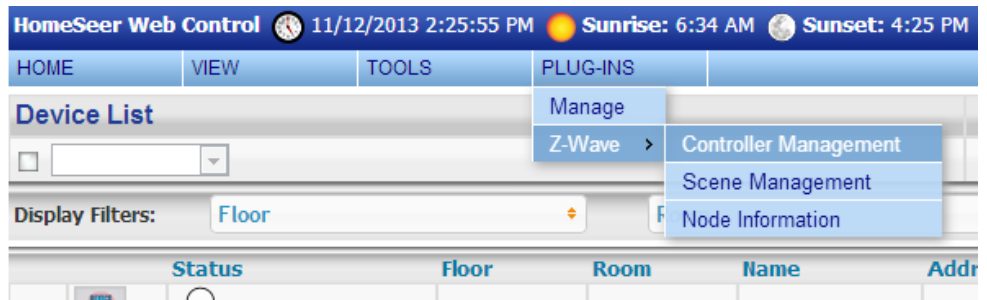 HomeSeer Web Control 11/12/2013 2:25:55 PM Sunrise: 6:34 AM Sunset: 4:25 PM
HOME VIEW TOOLS PLUG-INS
Device List Manage
Z-Wave Controller Management
Scene Management
Display Filters: Floor Node Information
Status Floor Room Name